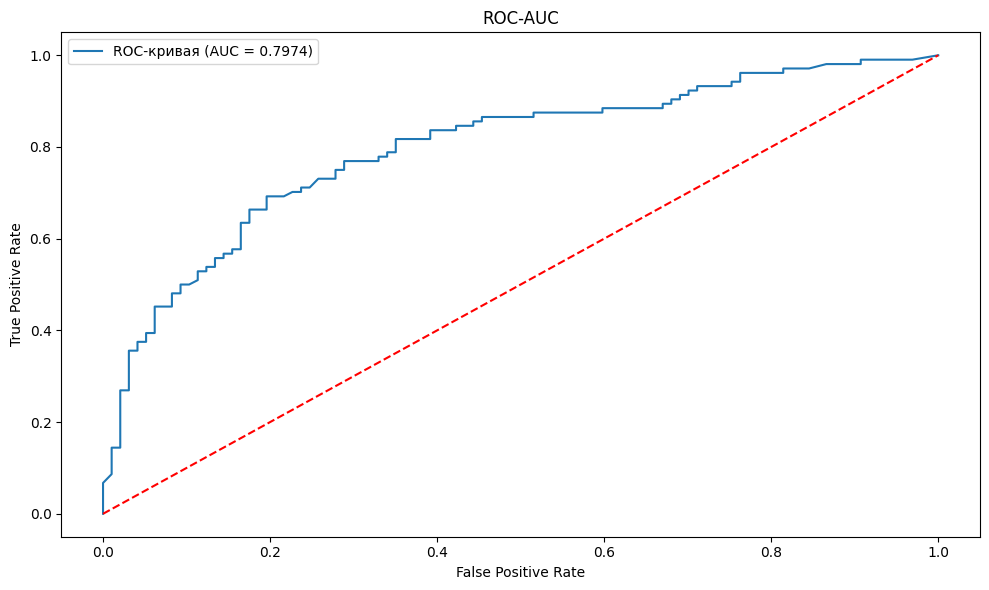 ROC-AUC
ROC-кривая (AUC = 0.7974)
True Positive Rate
1.0
0.8
0.6
0.4
0.2
0.0
0.0 0.2 0.4 0.6 0.8 1.0
False Positive Rate